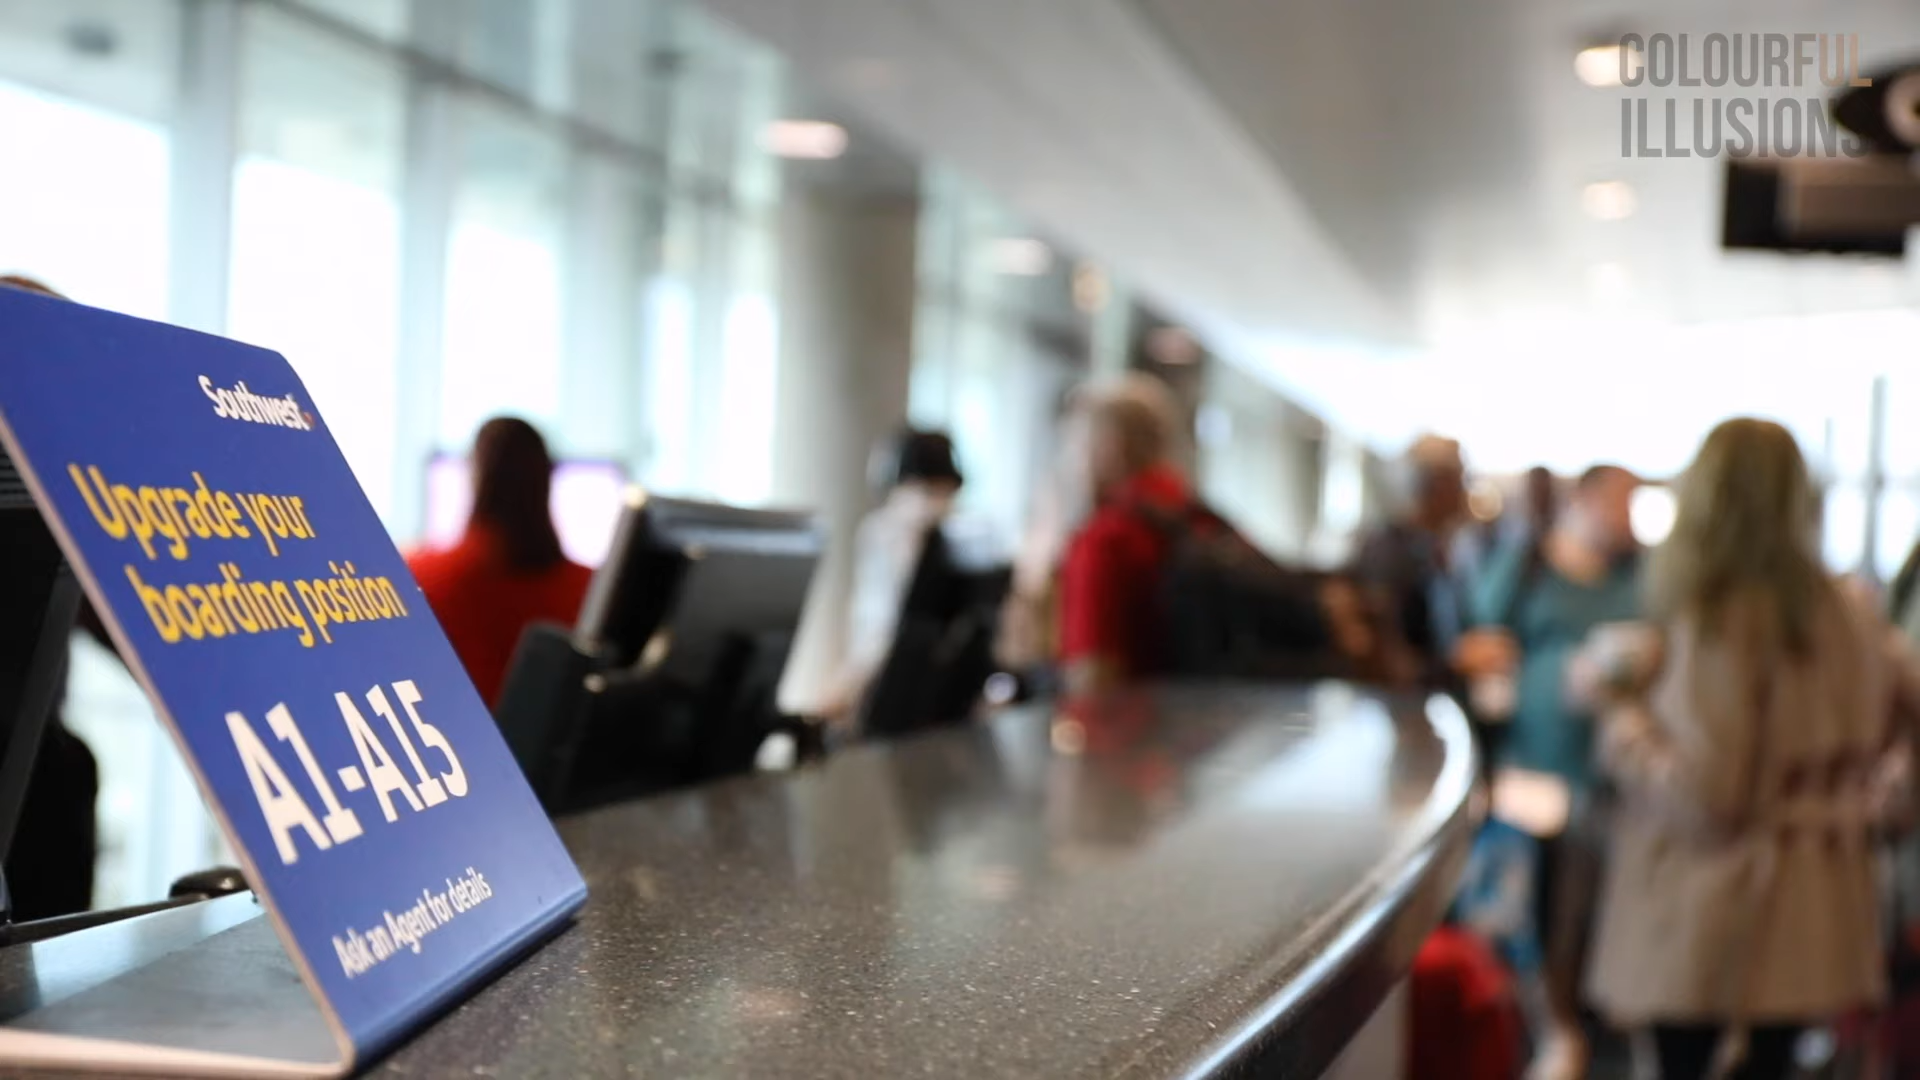 COLOURFUL
ILLUSIONS
Southwest
Upgrade your
boarding position
A1-A15
Ask an Agent for details